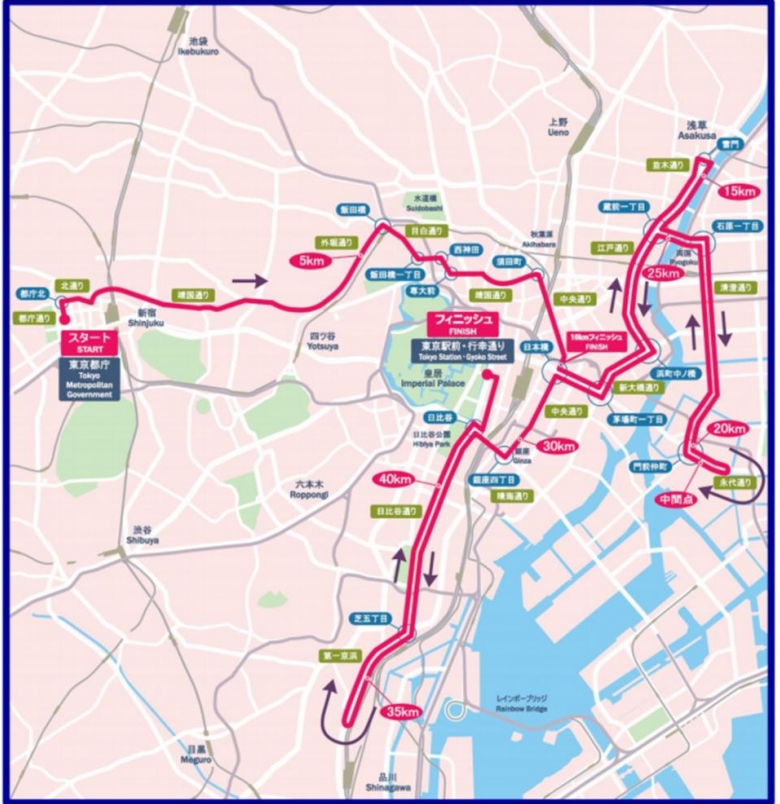 池袋
Ikebukuro
上野
Ueno
浅草
Asakusa
雷門
並木通り
15km
水道橋
Suidobashi
飯田橋
蔵前一丁目
石原一丁目
外堀通り
目白通り
西神田
秋葉原
Akihabara
江戸通り
両国
Ryogoku
5km
飯田橋一丁目
須田町
25km
専大前
清澄通り
都庁北
北通り
靖国通り
靖国通り
中央通り
都庁通り
新宿
Shinjuku
スタート
START
東京都庁
Tokyo
Metropolitan
Government
四ツ谷
Yotsuya
フィニッシュ
FINISH
東京駅前・行幸通り
Tokyo Station・Gyoko Street
皇居
Imperial Palace
日本橋
10kmフィニッシュ
FINISH
浜町中ノ橋
新大橋通り
茅場町一丁目
日比谷
中央通り
日比谷公園
Hibiya Park
30km
銀座
Ginza
20km
門前仲町
永代通り
中間点
銀座四丁目
晴海通り
40km
六本木
Roppongi
日比谷通り
渋谷
Shibuya
芝五丁目
第一京浜
35km
レインボーブリッジ
Rainbow Bridge
目黒
Meguro
品川
Shinagawa